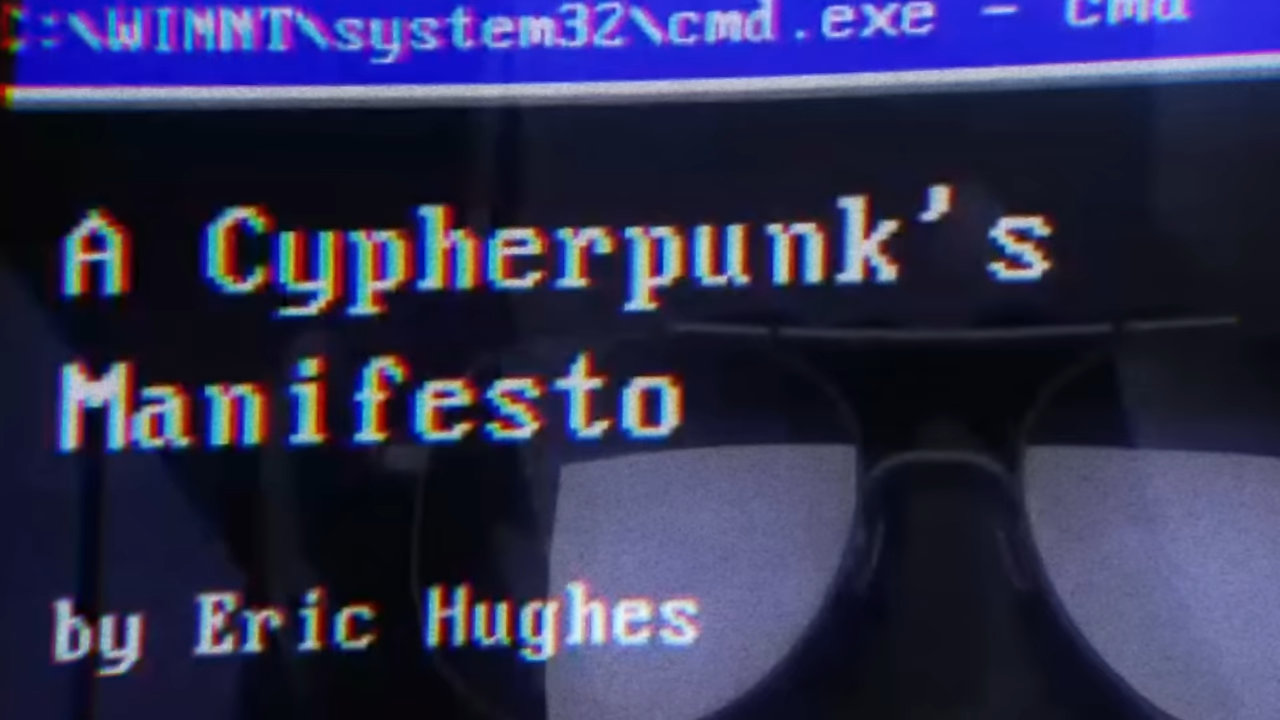 C:\WINNT\system32\cmd.exe - cmd
A Cypherpunk's
Manifesto
by Eric Hughes